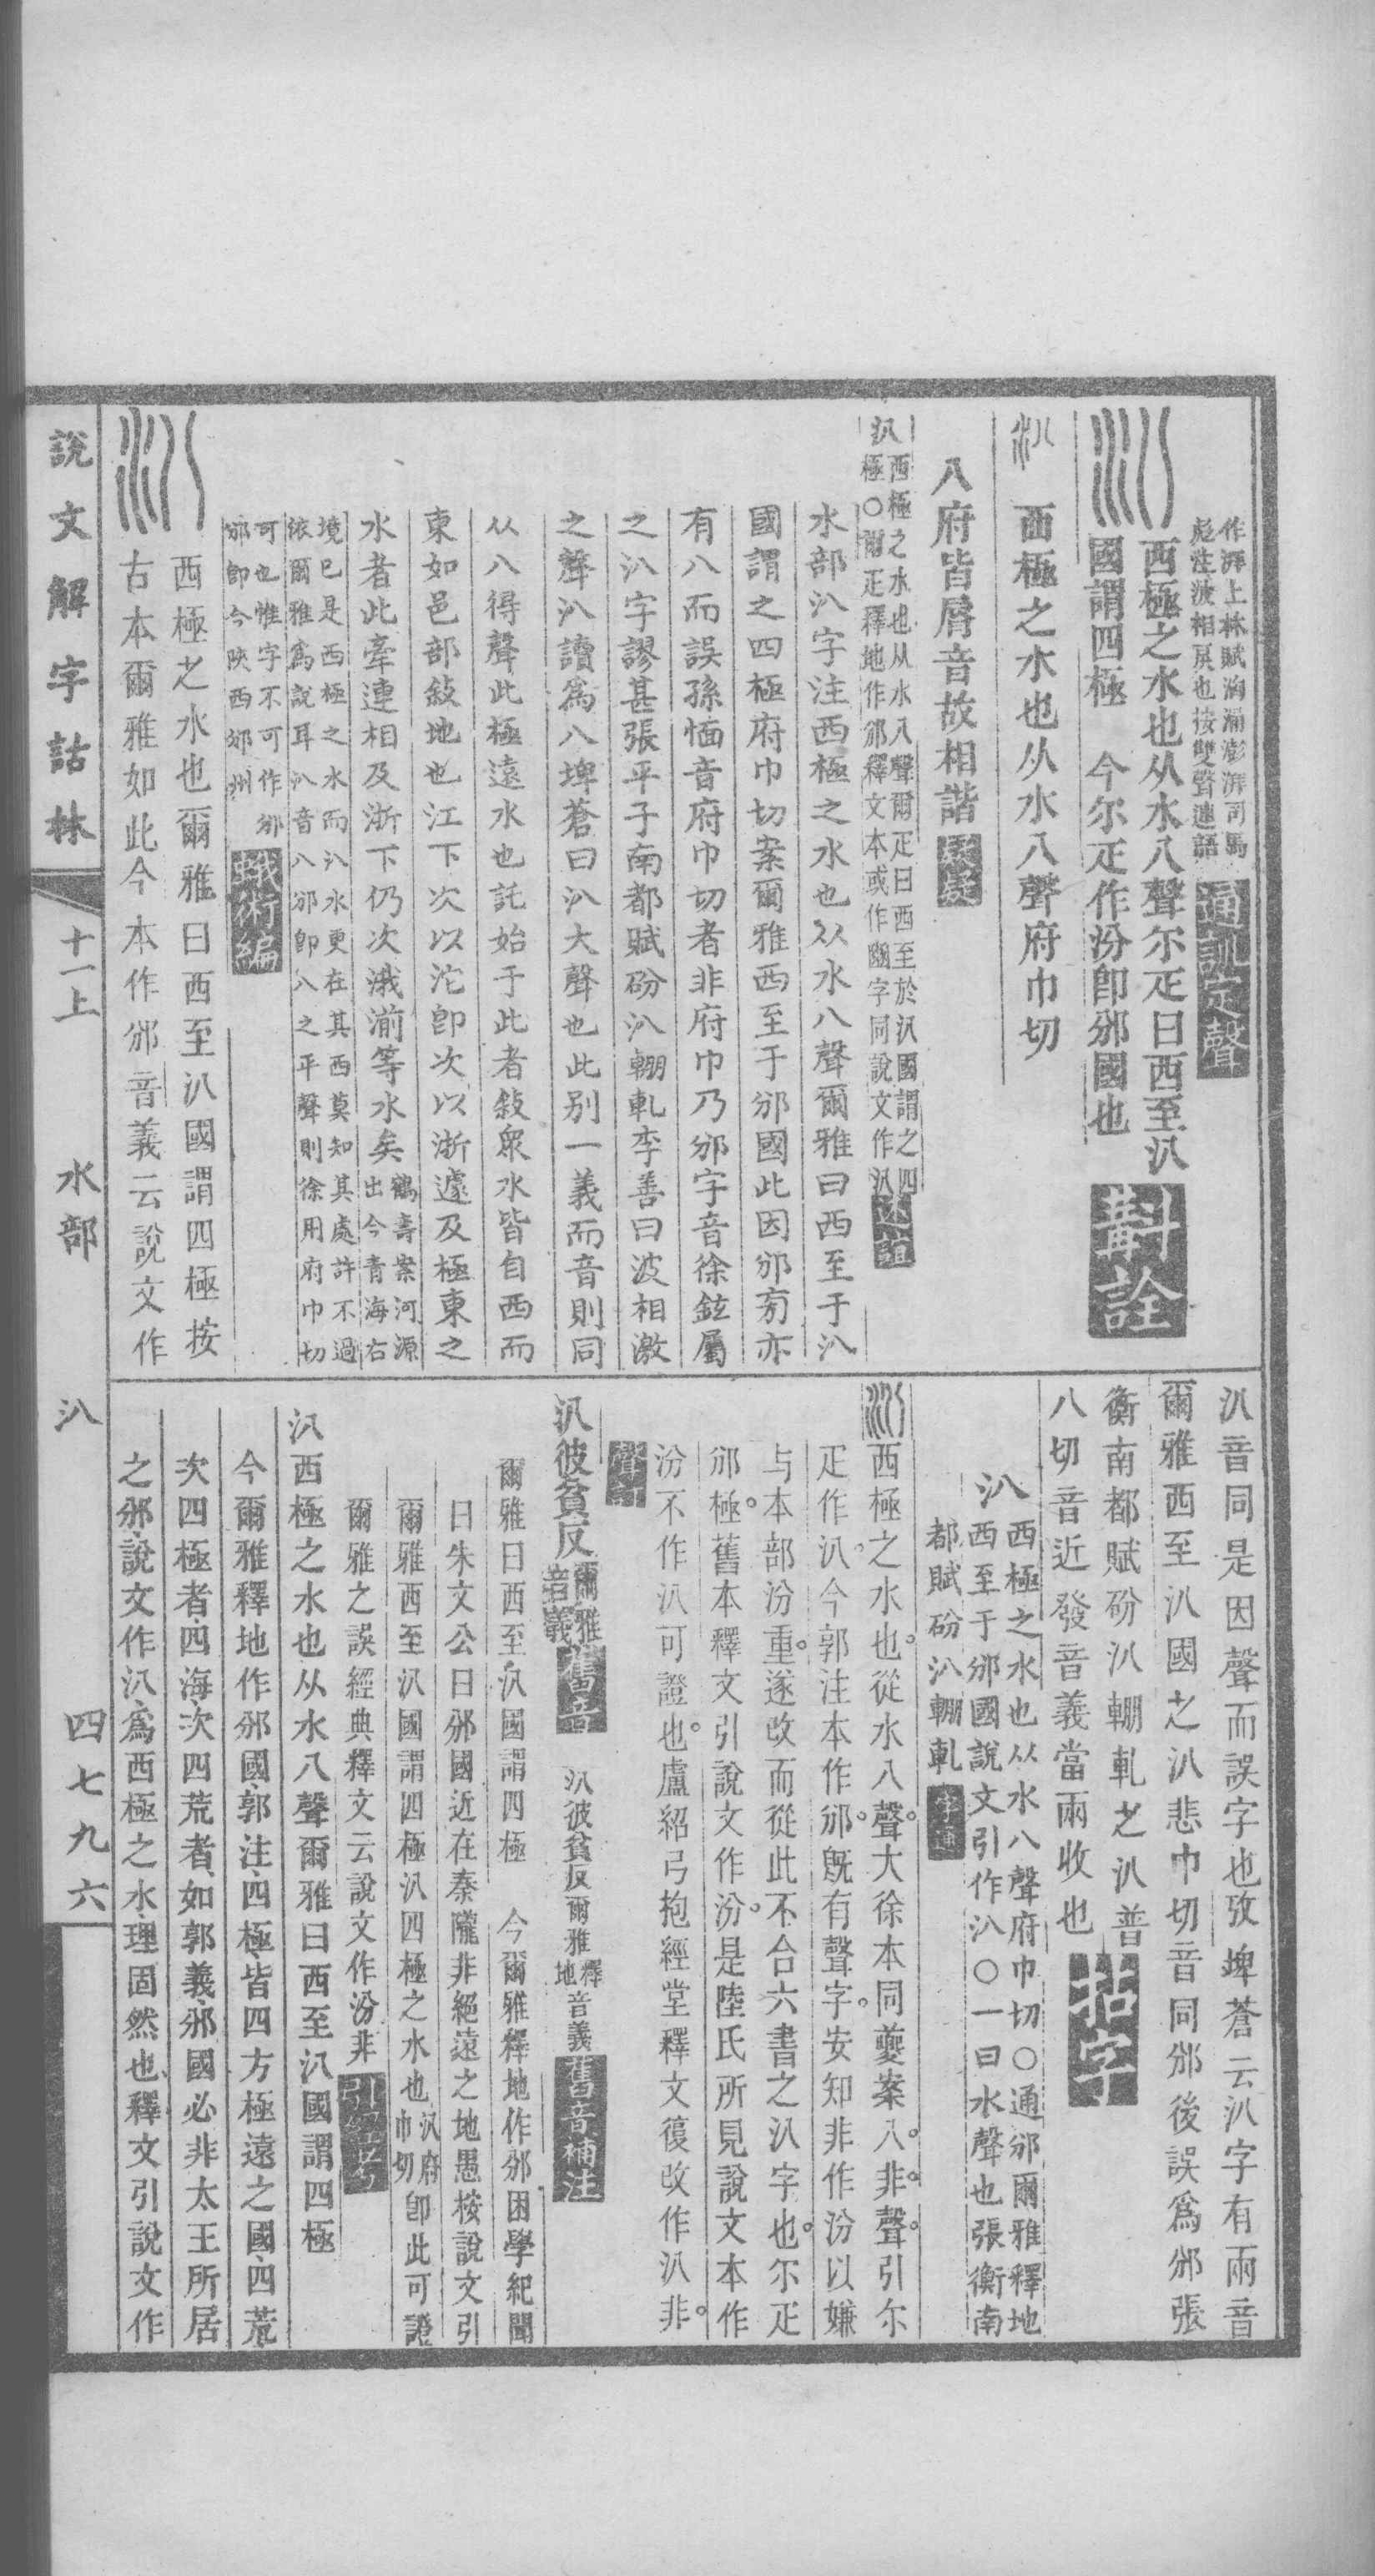 作湃上林賦洶涌澎湃司馬
彪注波相戾也按雙聲連語
通訓定聲
西極之水也从水八聲尔疋曰西至汃
國謂四極　今尔疋作汾卽邠國也
斠詮
汃　西極之水也从水八聲府巾切
八府皆脣音故相諧
汃西極之水也从水八聲爾疋曰西至於汃國謂之四
極○爾疋釋地作邠釋文本或作豳字同說文作汃
述誼
水部汃字注西極之水也从水八聲爾雅曰西至于汃
國謂之四極府巾切案爾雅西至于邠國此因邠旁亦
有八而誤孫愐音府巾切者非府巾乃邠字音徐鉉屬
之汃字謬甚張平子南都賦砏汃輣軋李善曰波相激
之聲汃讀爲八埤蒼曰汃大聲也此别一義而音則同
从八得聲此極遠水也託始于此者敍衆水皆自西而
東如邑部敍地也江下次以沱卽次以浙遽及極東之
水者此牽連相及浙下仍次涐湔等水矣
鶴壽案河源
出今青海右
境已是西極之水而汃水更在其西莫知其處許不過
依爾雅爲說耳汃音八邠卽八之平聲則徐用府巾切
可也惟字不可作邠
邠卽今陝西邠州
蛾術編
西極之水也爾雅曰西至汃國謂四極按
古本爾雅如此今本作邠音義云說文作
說文解字詁林　十一上　水部　汃　四七九六
汃音同是因聲而誤字也攷埤蒼云汃字有兩音
爾雅西至汃國之汃悲巾切音同邠後誤爲邠張
衡南都賦砏汃輣軋之汃普
八切音近發音義當兩收也
拈字
汃　西極之水也从水八聲府巾切○通邠爾雅釋地
西至于邠國說文引作汃○一曰水聲也張衡南
都賦砏汃輣軋
字通
西極之水也從水八聲大徐本同夔案八非聲引尔
疋作汃今郭注本作邠旣有聲字安知非作汾以嫌
与本部汾重遂改而從此不合六書之汃字也尔疋
邠極舊本釋文引說文作汾是陸氏所見說文本作
汾不作汃可證也盧紹弓抱經堂釋文復改作汃非
聲訂
汃彼貧反爾雅音義
舊音
汃彼貧反爾雅釋地音義
舊音補注
爾雅曰西至汃國謂四極　今爾雅釋地作邠困學紀聞
曰朱文公曰邠國近在秦隴非絕遠之地愚按說文引
爾雅西至汃國謂四極汃四極之水也汃府巾切卽此可證
爾雅之誤經典釋文云說文作汾非
引經考
汃西極之水也从水八聲爾雅曰西至汃國謂四極
今爾雅釋地作邠國郭注四極皆四方極遠之國四荒
次四極者四海次四荒者如郭義邠國必非太王所居
之邠說文作汃爲西極之水理固然也釋文引說文作